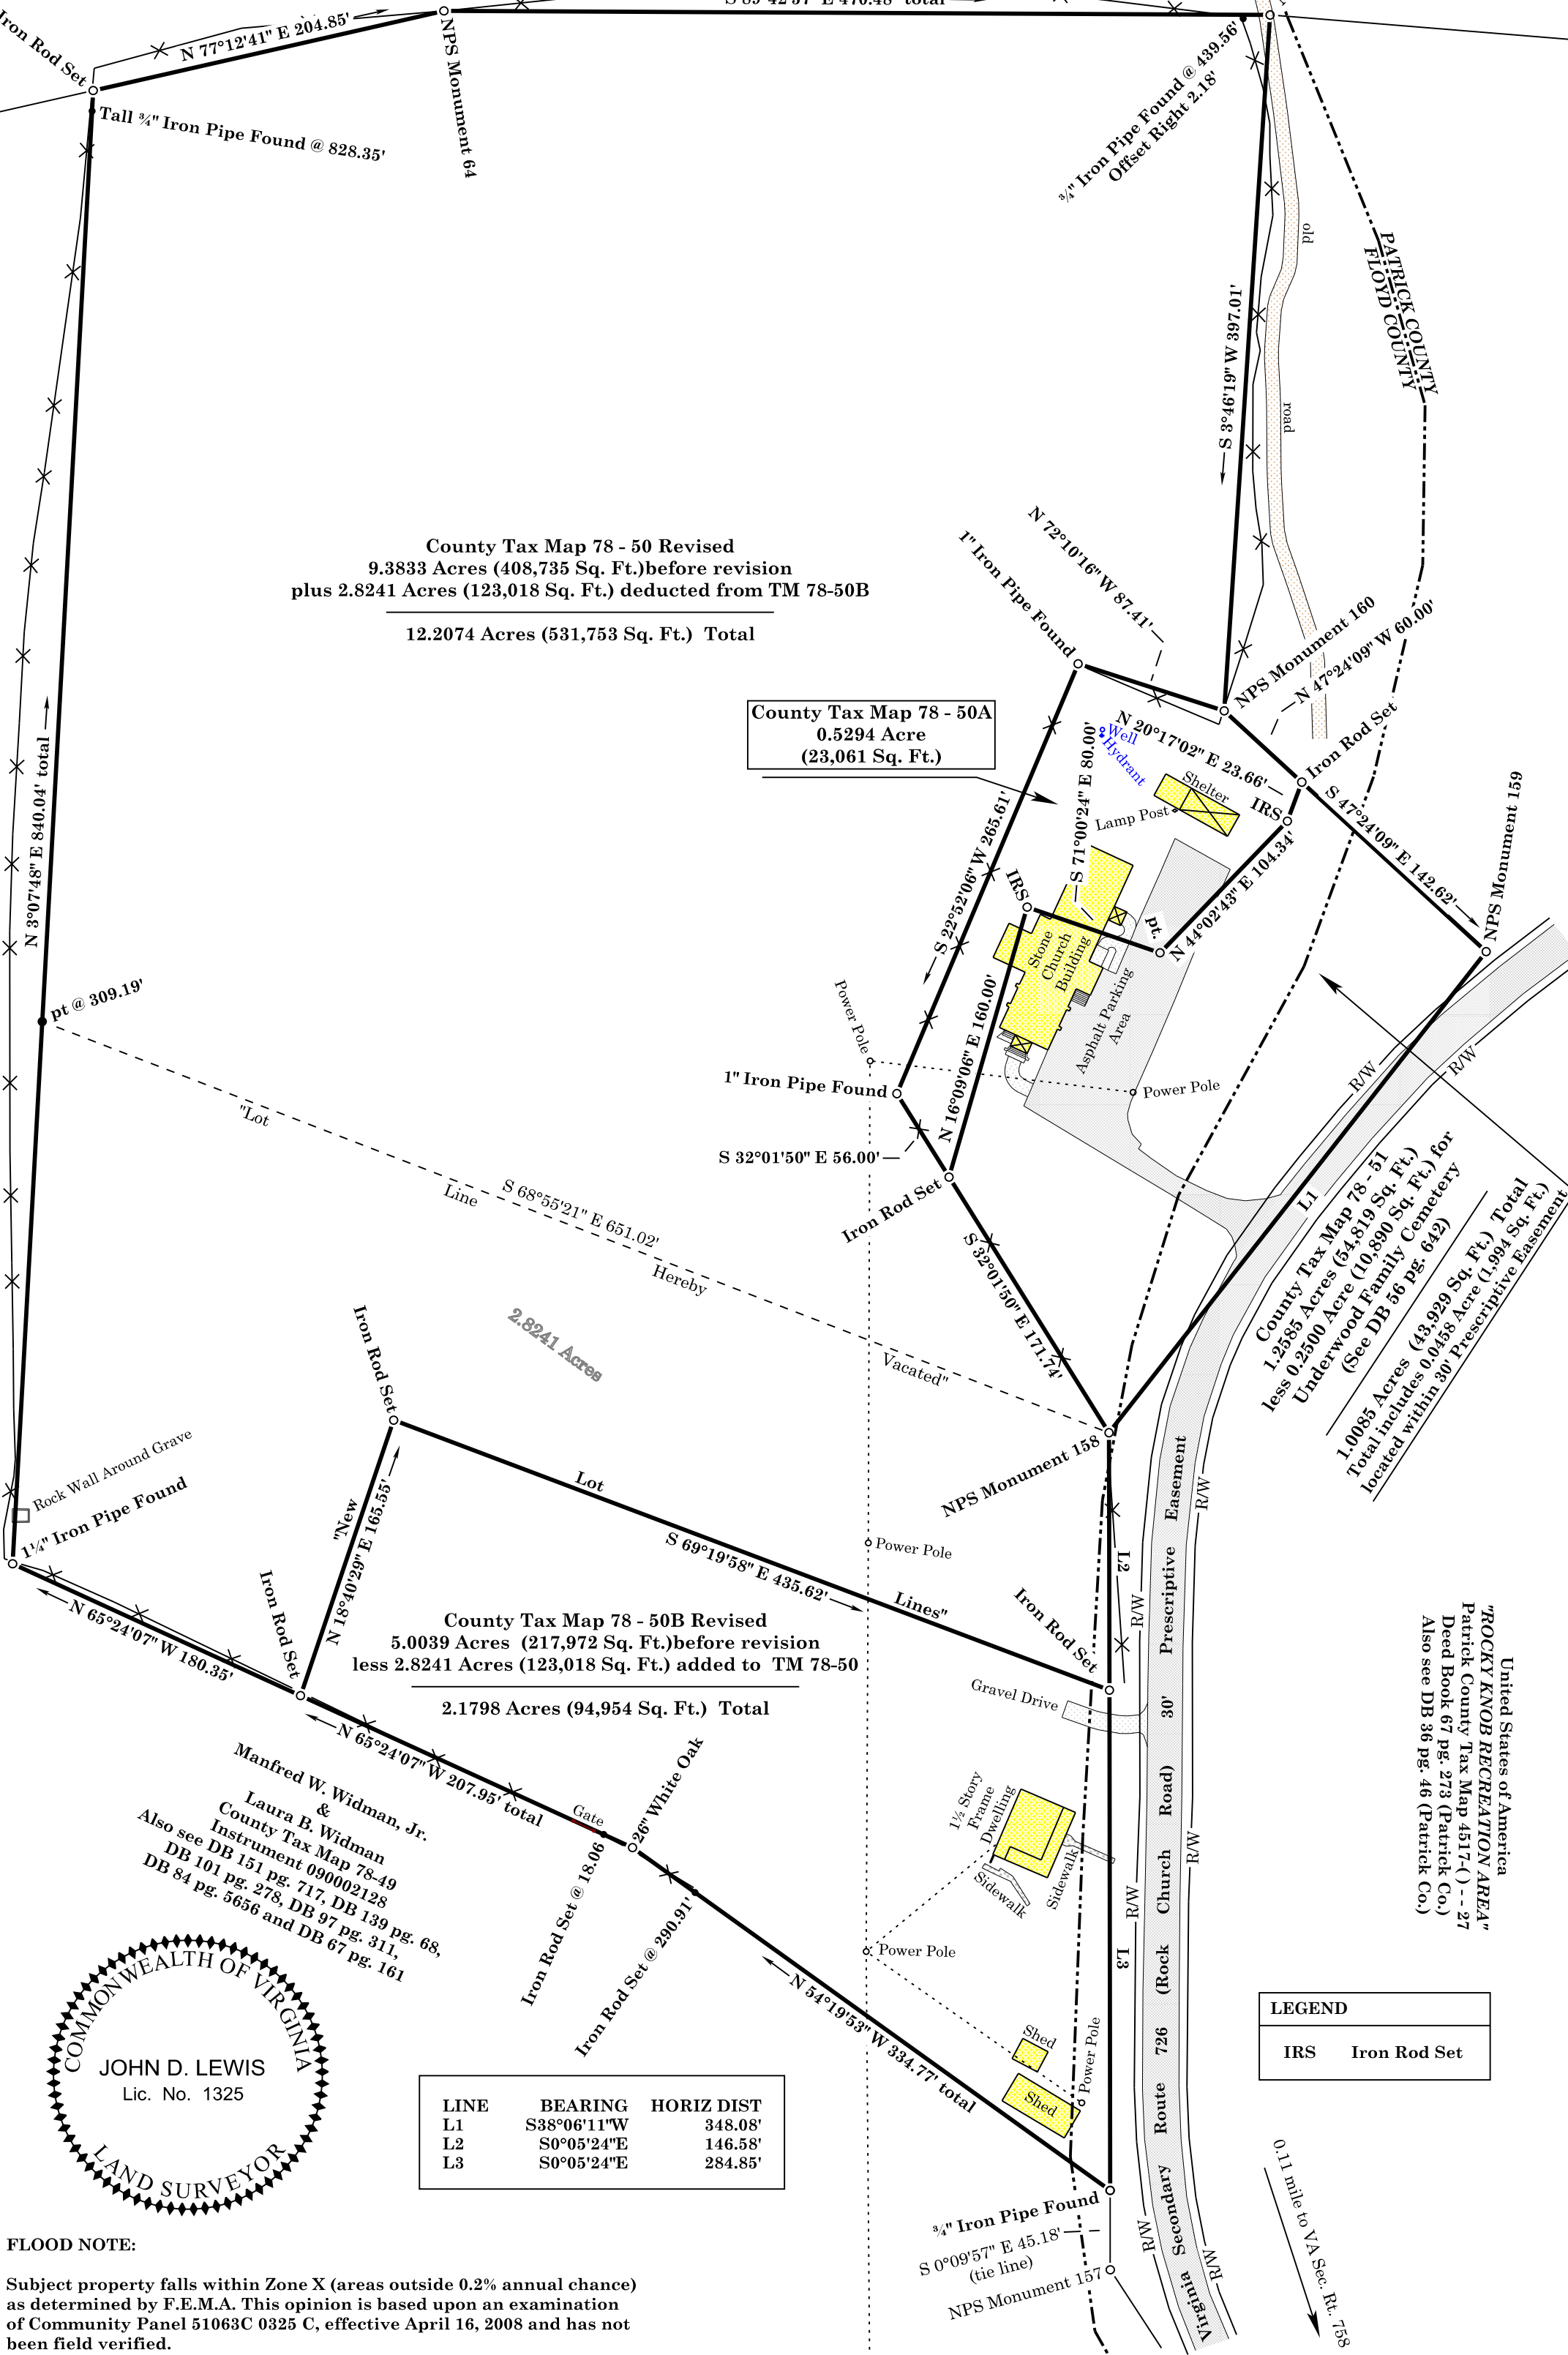 Iron Rod Set
N 77°12'41" E 204.85'
S 89°42'57" E 470.48' total
NPS Monument 64
Tall ¾" Iron Pipe Found @ 828.35'
¾" Iron Pipe Found @ 439.56'
Offset Right 2.18'
old
road
PATRICK COUNTY
FLOYD COUNTY
S 3°46'19" W 397.01'
County Tax Map 78 - 50 Revised
9.3833 Acres (408,735 Sq. Ft.)before revision
plus 2.8241 Acres (123,018 Sq. Ft.) deducted from TM 78-50B
12.2074 Acres (531,753 Sq. Ft.) Total
N 72°10'16" W 87.41'
1" Iron Pipe Found
NPS Monument 160
N 47°24'09" W 60.00'
Iron Rod Set
County Tax Map 78 - 50A
0.5294 Acre
(23,061 Sq. Ft.)
Well
Hydrant
N 20°17'02" E 23.66'
Shelter
Lamp Post
IRS
S 71°00'24" E 80.00'
S 47°24'09" E 142.62'
NPS Monument 159
N 3°07'48" E 840.04' total
S 22°52'06" W 265.61'
IRS
pt.
N 44°02'43" E 104.34'
Stone
Church
Building
Asphalt Parking
Area
N 16°09'06" E 160.00'
Power Pole
pt @ 309.19'
1" Iron Pipe Found
Power Pole
R/W
R/W
S 32°01'50" E 56.00'
Iron Rod Set
"Lot
Line
S 68°55'21" E 651.02'
Hereby
Vacated"
2.8241 Acres
S 32°01'50" E 171.74'
L1
County Tax Map 78 - 51
1.2585 Acres (54,819 Sq. Ft.)
less 0.2500 Acre (10,890 Sq. Ft.) for
Underwood Family Cemetery
(See DB 56 pg. 642)
1.0085 Acres (43,929 Sq. Ft.) Total
Total includes 0.0458 Acre (1,994 Sq. Ft.)
located within 30' Prescriptive Easement
Iron Rod Set
NPS Monument 158
Rock Wall Around Grave
1¼" Iron Pipe Found
"New
Lot
Lines"
N 18°40'29" E 165.55'
S 69°19'58" E 435.62'
Power Pole
L2
R/W
R/W
Iron Rod Set
Iron Rod Set
N 65°24'07" W 180.35'
County Tax Map 78 - 50B Revised
5.0039 Acres (217,972 Sq. Ft.)before revision
less 2.8241 Acres (123,018 Sq. Ft.) added to TM 78-50
2.1798 Acres (94,954 Sq. Ft.) Total
Gravel Drive
United States of America
"ROCKY KNOB RECREATION AREA"
Patrick County Tax Map 4517-( ) - - 27
Deed Book 67 pg. 273 (Patrick Co.)
Also see DB 36 pg. 46 (Patrick Co.)
N 65°24'07" W 207.95' total
Gate
26" White Oak
Iron Rod Set @ 18.06
Iron Rod Set @ 290.91'
Manfred W. Widman, Jr.
&
Laura B. Widman
County Tax Map 78-49
Instrument 090002128
Also see DB 151 pg. 717, DB 139 pg. 68,
DB 101 pg. 278, DB 97 pg. 311,
DB 84 pg. 5656 and DB 67 pg. 161
1½ Story
Frame
Dwelling
Sidewalk
Sidewalk
Power Pole
L3
R/W
R/W
N 54°19'53" W 334.77' total
Shed
Shed
Power Pole
Virginia Secondary Route 726 (Rock Church Road) 30' Prescriptive Easement
COMMONWEALTH OF VIRGINIA
JOHN D. LEWIS
Lic. No. 1325
LAND SURVEYOR
LEGEND
IRS Iron Rod Set
LINE BEARING HORIZ DIST
L1 S38°06'11"W 348.08'
L2 S0°05'24"E 146.58'
L3 S0°05'24"E 284.85'
¾" Iron Pipe Found
S 0°09'57" E 45.18'
(tie line)
NPS Monument 157
R/W
R/W
0.11 mile to VA Sec. Rt. 758
FLOOD NOTE:
Subject property falls within Zone X (areas outside 0.2% annual chance)
as determined by F.E.M.A. This opinion is based upon an examination
of Community Panel 51063C 0325 C, effective April 16, 2008 and has not
been field verified.